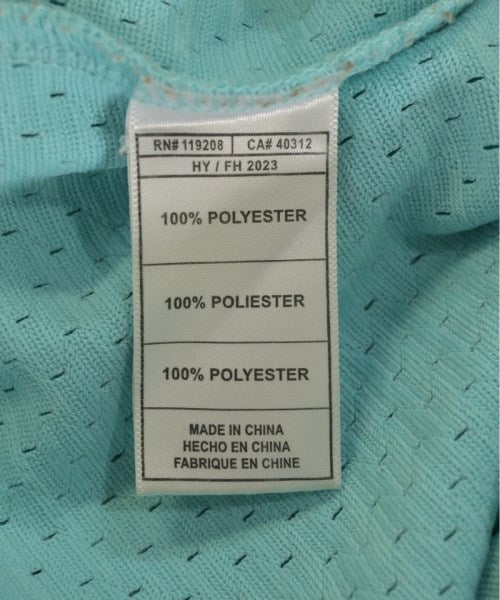 RN# 119208 CA# 40312
HY / FH 2023
100% POLYESTER
100% POLIESTER
100% POLYESTER
MADE IN CHINA
HECHO EN CHINA
FABRIQUE EN CHINE